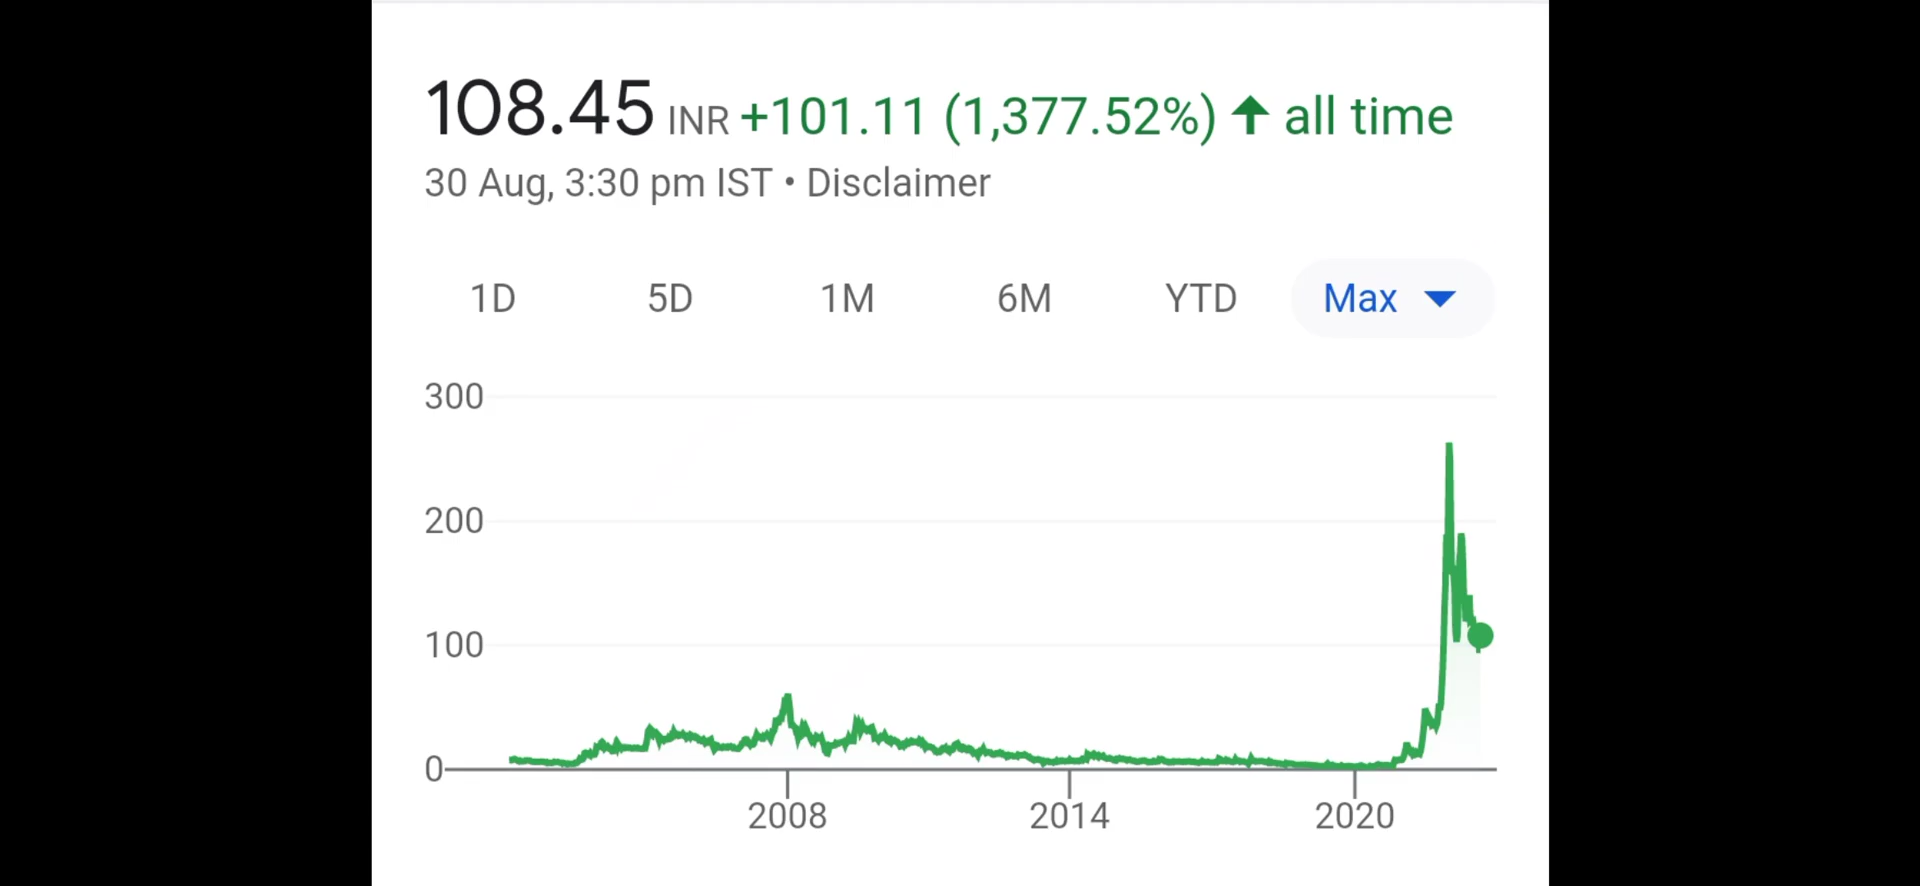 108.45 INR +101.11 (1,377.52%) ↑ all time
30 Aug, 3:30 pm IST • Disclaimer
1D 5D 1M 6M YTD Max
300
200
100
0
2008 2014 2020